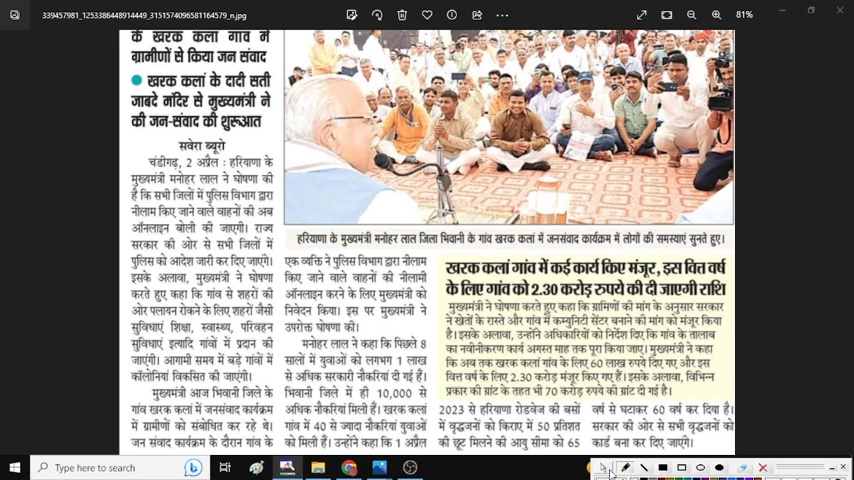 339457981_1253386448914449_3151574096581164579_n.jpg
81%
के खरक कलां गांव में
ग्रामीणों से किया जन संवाद
खरक कलां के दादी सती
जाबदे मंदिर से मुख्यमंत्री ने
की जन-संवाद की शुरूआत
सवेरा ब्यूरो
चंडीगढ़, 2 अप्रैल : हरियाणा के
मुख्यमंत्री मनोहर लाल ने घोषणा की
है कि सभी जिलों में पुलिस विभाग द्वारा
नीलाम किए जाने वाले वाहनों की अब
ऑनलाइन बोली की जाएगी। राज्य
सरकार की ओर से सभी जिलों में
पुलिस को आदेश जारी कर दिए जाएंगे।
इसके अलावा, मुख्यमंत्री ने घोषणा
करते हुए कहा कि गांव से शहरों की
ओर पलायन रोकने के लिए शहरों जैसी
सुविधाएं शिक्षा, स्वास्थ्य, परिवहन
सुविधाएं इत्यादि गांवों में प्रदान की
जाएंगी। आगामी समय में बड़े गांवों में
कॉलोनियां विकसित की जाएंगी।
मुख्यमंत्री आज भिवानी जिले के
गांव खरक कलां में जनसंवाद कार्यक्रम
में ग्रामीणों को संबोधित कर रहे थे।
जन संवाद कार्यक्रम के दौरान गांव के
हरियाणा के मुख्यमंत्री मनोहर लाल जिला भिवानी के गांव खरक कलां में जनसंवाद कार्यक्रम में लोगों की समस्याएं सुनते हुए।
एक व्यक्ति ने पुलिस विभाग द्वारा नीलाम
किए जाने वाले वाहनों की नीलामी
ऑनलाइन करने के लिए मुख्यमंत्री को
निवेदन किया। इस पर मुख्यमंत्री ने
उपरोक्त घोषणा की।
मनोहर लाल ने कहा कि पिछले 8
सालों में युवाओं को लगभग 1 लाख
से अधिक सरकारी नौकरियां दी गई हैं।
भिवानी जिले में ही 10,000 से
अधिक नौकरियां मिली हैं। खरक कलां
गांव में 40 से ज्यादा नौकरियां युवाओं
को मिली हैं। उन्होंने कहा कि 1 अप्रैल
खरक कलां गांव में कई कार्य किए मंजूर, इस वित वर्ष
के लिए गांव को 2.30 करोड़ रुपये की दी जाएगी राशि
मुख्यमंत्री ने घोषणा करते हुए कहा कि ग्रामिणों की मांग के अनुसार सरकार
ने खेतों के रास्ते और गांव में कम्युनिटी सेंटर बनाने की मांग को मंजूर किया
है। इसके अलावा, उन्होंने अधिकारियों को निर्देश दिए कि गांव के तालाब
का नवीनीकरण कार्य अगस्त माह तक पूरा किया जाए। मुख्यमंत्री ने कहा
कि अब तक खरक कलां गांव के लिए 60 लाख रुपए दिए गए और इस
वित्त वर्ष के लिए 2.30 करोड़ मंजूर किए गए हैं। इसके अलावा, विभिन्न
प्रकार की ग्रांट के तहत भी 70 करोड़ रुपये की ग्रांट दी गई है।
2023 से हरियाणा रोडवेज की बसों
में वृद्धजनों को किराए में 50 प्रतिशत
की छूट मिलने की आयु सीमा को 65
वर्ष से घटाकर 60 वर्ष कर दिया है।
सरकार की ओर से सभी वृद्धजनों को
कार्ड बना कर दिए जाएंगे।
Type here to search